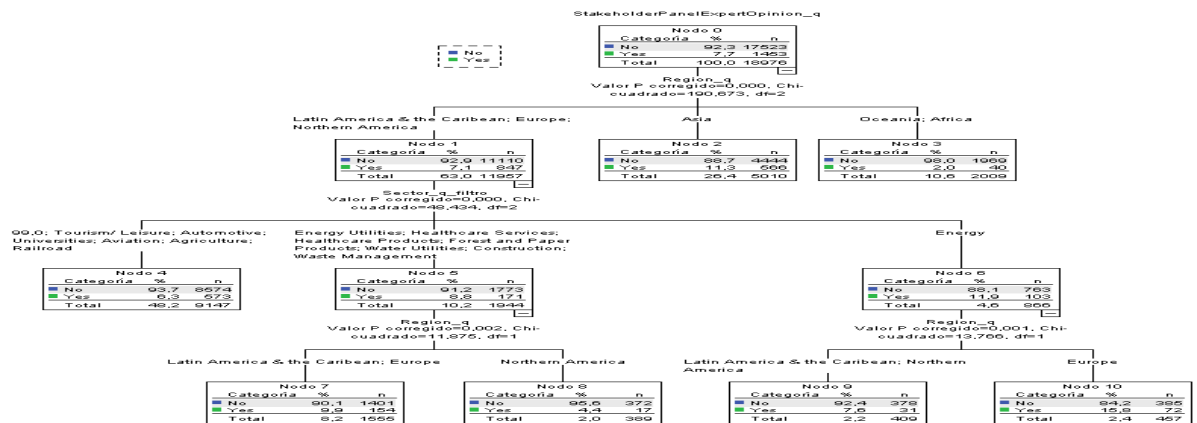 StakeholderPanelExpertOpinion_q
No
Yes
Nodo 0
Categoría % n
No 92,3 17523
Yes 7,7 1453
Total 100,0 18976
Region_q
Valor P corregido=0,000, Chi-
cuadrado=190,673, df=2
Latin America & the Caribean; Europe;
Northern America
Asia
Oceania; Africa
Nodo 1
Categoría % n
No 92,9 11110
Yes 7,1 847
Total 63,0 11957
Nodo 2
Categoría % n
No 88,7 4444
Yes 11,3 566
Total 26,4 5010
Nodo 3
Categoría % n
No 98,0 1969
Yes 2,0 40
Total 10,6 2009
Sector_q_filtro
Valor P corregido=0,000, Chi-
cuadrado=48,434, df=2
99,0; Tourism/ Leisure; Automotive;
Universities; Aviation; Agriculture;
Railroad
Energy Utilities; Healthcare Services;
Healthcare Products; Forest and Paper
Products; Water Utilities; Construction;
Waste Management
Energy
Nodo 4
Categoría % n
No 93,7 8574
Yes 6,3 573
Total 48,2 9147
Nodo 5
Categoría % n
No 91,2 1773
Yes 8,8 171
Total 10,2 1944
Nodo 6
Categoría % n
No 88,1 763
Yes 11,9 103
Total 4,6 866
Region_q
Valor P corregido=0,002, Chi-
cuadrado=11,875, df=1
Region_q
Valor P corregido=0,001, Chi-
cuadrado=13,766, df=1
Latin America & the Caribean; Europe
Northern America
Latin America & the Caribean; Northern
America
Europe
Nodo 7
Categoría % n
No 90,1 1401
Yes 9,9 154
Total 8,2 1555
Nodo 8
Categoría % n
No 95,6 372
Yes 4,4 17
Total 2,0 389
Nodo 9
Categoría % n
No 92,4 378
Yes 7,6 31
Total 2,2 409
Nodo 10
Categoría % n
No 84,2 385
Yes 15,8 72
Total 2,4 457